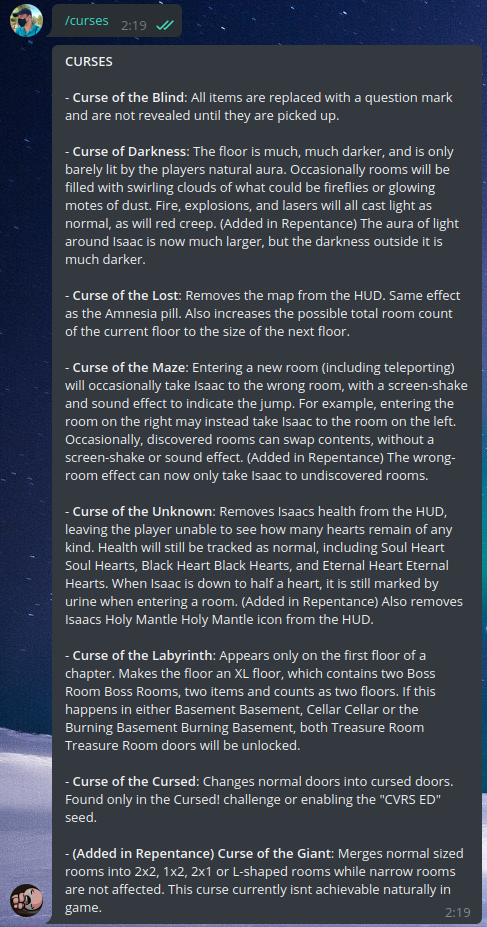 /curses 2:19
CURSES
- Curse of the Blind: All items are replaced with a question mark
and are not revealed until they are picked up.
- Curse of Darkness: The floor is much, much darker, and is only
barely lit by the players natural aura. Occasionally rooms will be
filled with swirling clouds of what could be fireflies or glowing
motes of dust. Fire, explosions, and lasers will all cast light as
normal, as will red creep. (Added in Repentance) The aura of light
around Isaac is now much larger, but the darkness outside it is
much darker.
- Curse of the Lost: Removes the map from the HUD. Same effect
as the Amnesia pill. Also increases the possible total room count
of the current floor to the size of the next floor.
- Curse of the Maze: Entering a new room (including teleporting)
will occasionally take Isaac to the wrong room, with a screen-shake
and sound effect to indicate the jump. For example, entering the
room on the right may instead take Isaac to the room on the left.
Occasionally, discovered rooms can swap contents, without a
screen-shake or sound effect. (Added in Repentance) The wrong-
room effect can now only take Isaac to undiscovered rooms.
- Curse of the Unknown: Removes Isaacs health from the HUD,
leaving the player unable to see how many hearts remain of any
kind. Health will still be tracked as normal, including Soul Heart
Soul Hearts, Black Heart Black Hearts, and Eternal Heart Eternal
Hearts. When Isaac is down to half a heart, it is still marked by
urine when entering a room. (Added in Repentance) Also removes
Isaacs Holy Mantle Holy Mantle icon from the HUD.
- Curse of the Labyrinth: Appears only on the first floor of a
chapter. Makes the floor an XL floor, which contains two Boss
Room Boss Rooms, two items and counts as two floors. If this
happens in either Basement Basement, Cellar Cellar or the
Burning Basement Burning Basement, both Treasure Room
Treasure Room doors will be unlocked.
- Curse of the Cursed: Changes normal doors into cursed doors.
Found only in the Cursed! challenge or enabling the "CVRS ED"
seed.
- (Added in Repentance) Curse of the Giant: Merges normal sized
rooms into 2x2, 1x2, 2x1 or L-shaped rooms while narrow rooms
are not affected. This curse currently isnt achievable naturally in
game.
2:19